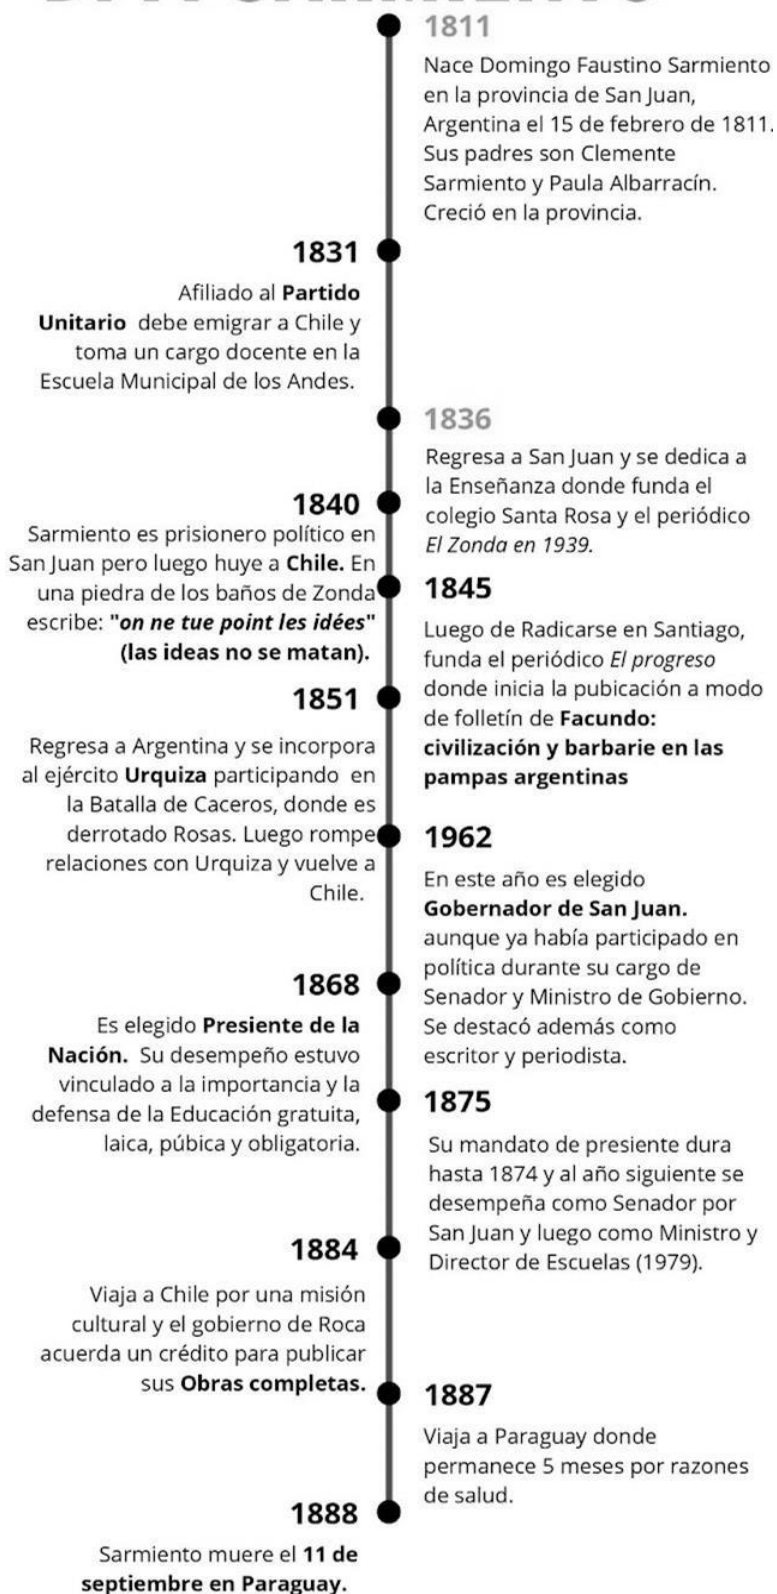 1811
Nace Domingo Faustino Sarmiento
en la provincia de San Juan,
Argentina el 15 de febrero de 1811.
Sus padres son Clemente
Sarmiento y Paula Albarracín.
Creció en la provincia.
1831
Afiliado al Partido
Unitario debe emigrar a Chile y
toma un cargo docente en la
Escuela Municipal de los Andes.
1836
Regresa a San Juan y se dedica a
la Enseñanza donde funda el
colegio Santa Rosa y el periódico
El Zonda en 1939.
1840
Sarmiento es prisionero político en
San Juan pero luego huye a Chile. En
una piedra de los baños de Zonda
escribe: "on ne tue point les idées"
(las ideas no se matan).
1845
Luego de Radicarse en Santiago,
funda el periódico El progreso
donde inicia la pubicación a modo
de folletín de Facundo:
civilización y barbarie en las
pampas argentinas
1851
Regresa a Argentina y se incorpora
al ejército Urquiza participando en
la Batalla de Caceros, donde es
derrotado Rosas. Luego rompe
relaciones con Urquiza y vuelve a
Chile.
1962
En este año es elegido
Gobernador de San Juan.
aunque ya había participado en
política durante su cargo de
Senador y Ministro de Gobierno.
Se destacó además como
escritor y periodista.
1868
Es elegido Presiente de la
Nación. Su desempeño estuvo
vinculado a la importancia y la
defensa de la Educación gratuita,
laica, púbica y obligatoria.
1875
Su mandato de presiente dura
hasta 1874 y al año siguiente se
desempeña como Senador por
San Juan y luego como Ministro y
Director de Escuelas (1979).
1884
Viaja a Chile por una misión
cultural y el gobierno de Roca
acuerda un crédito para publicar
sus Obras completas.
1887
Viaja a Paraguay donde
permanece 5 meses por razones
de salud.
1888
Sarmiento muere el 11 de
septiembre en Paraguay.